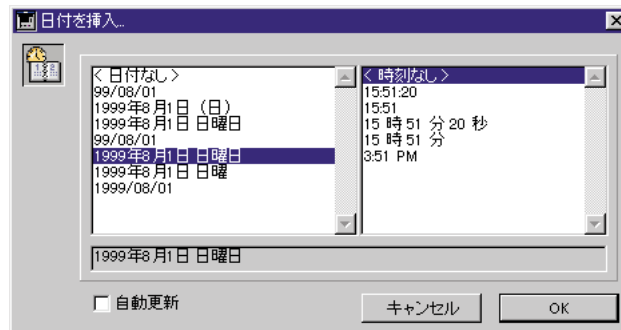 日付を挿入...
< 日付なし >
99/08/01
1999年8月1日 (日)
1999年8月1日 日曜日
99/08/01
1999年8月1日 日曜日
1999年8月1日 日曜
1999/08/01
< 時刻なし >
15:51:20
15:51
15 時 51 分 20 秒
15 時 51 分
3:51 PM
1999年8月1日 日曜日
自動更新
キャンセル
OK